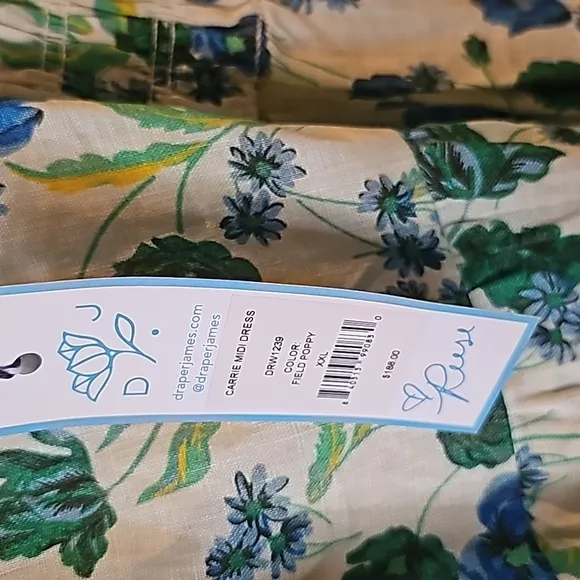 D J
draperjames.com
@draperjames
CARRIE MIDI DRESS
DRW1239
COLOR
FIELD POPPY
XXL
$188.00
Reese